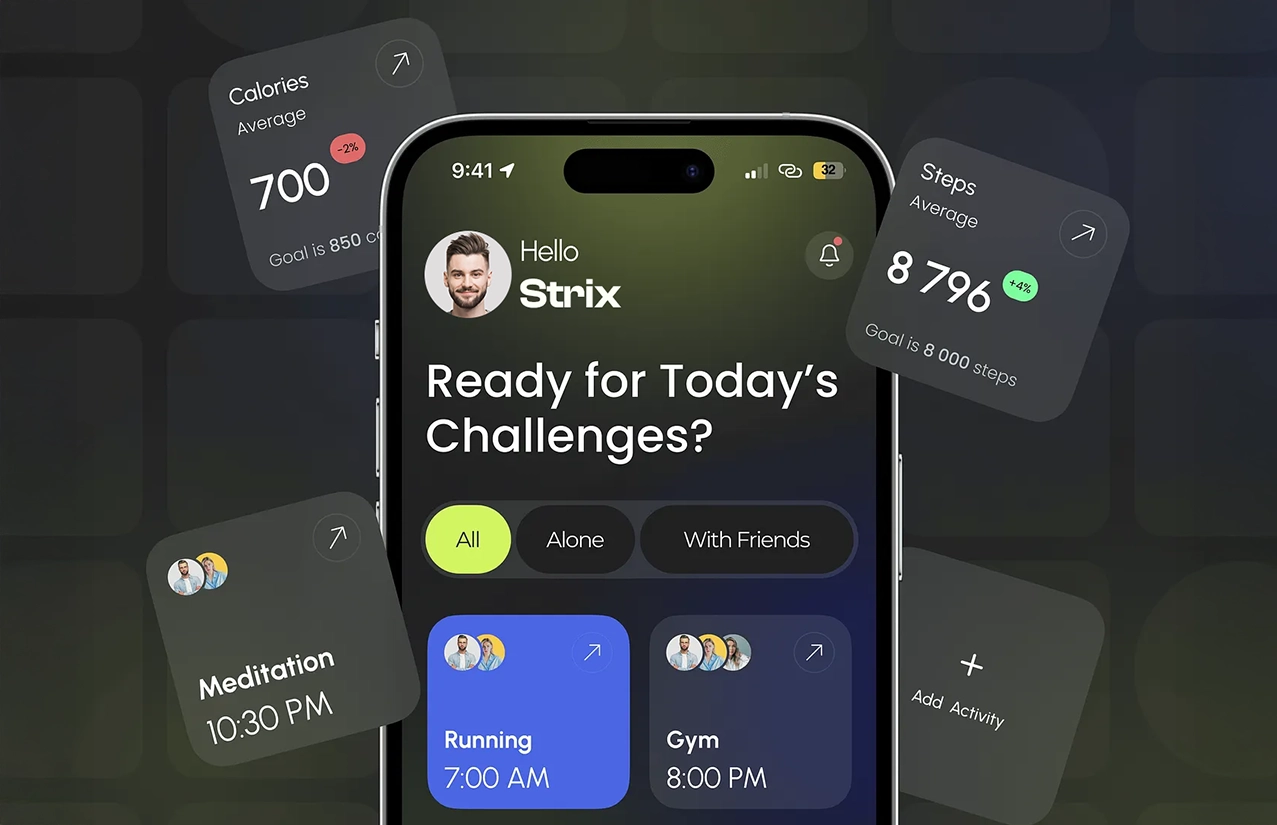 Calories
Average
-2%
700
Goal is 850
9:41
32
Hello
Strix
Ready for Today's
Challenges?
All
Alone
With Friends
Running
7:00 AM
Gym
8:00 PM
Steps
Average
8 796
+4%
Goal is 8 000 steps
Meditation
10:30 PM
Add Activity